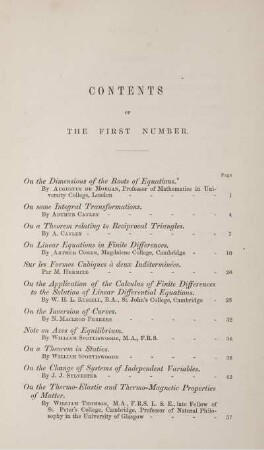 CONTENTS
OF
THE FIRST NUMBER.
Page
On the Dimensions of the Roots of Equations.
By AUGUSTUS DE MORGAN, Professor of Mathematics in Uni-
versity College, London - - - - 1
On some Integral Transformations.
By ARTHUR CAYLEY - - - - 4
On a Theorem relating to Reciprocal Triangles.
By A. CAYLEY - - - - 7
On Linear Equations in Finite Differences.
By ARTHUR COHEN, Magdalene College, Cambridge - - 10
Sur les Formes Cubiques à deux Indéterminées.
Par M. HERMITE - - - - 20
On the Application of the Calculus of Finite Differences
to the Solution of Linear Differential Equations.
By W. H. L. RUSSELL, B.A., St. John's College, Cambridge - 25
On the Inversion of Curves.
By N. MACLEOD FERRERS - - - - 32
Note on Axes of Equilibrium.
By WILLIAM SPOTTISWOODE, M.A., F.R.S. - - - 36
On a Theorem in Statics.
By WILLIAM SPOTTISWOODE - - - - 38
On the Change of Systems of Independent Variables.
By J. J. SYLVESTER - - - - 42
On the Thermo-Elastic and Thermo-Magnetic Properties
of Matter.
By WILLIAM THOMSON, M.A., F.R.S. L. & E., late Fellow of
St. Peter's College, Cambridge, Professor of Natural Philo-
sophy in the University of Glasgow - - - 57